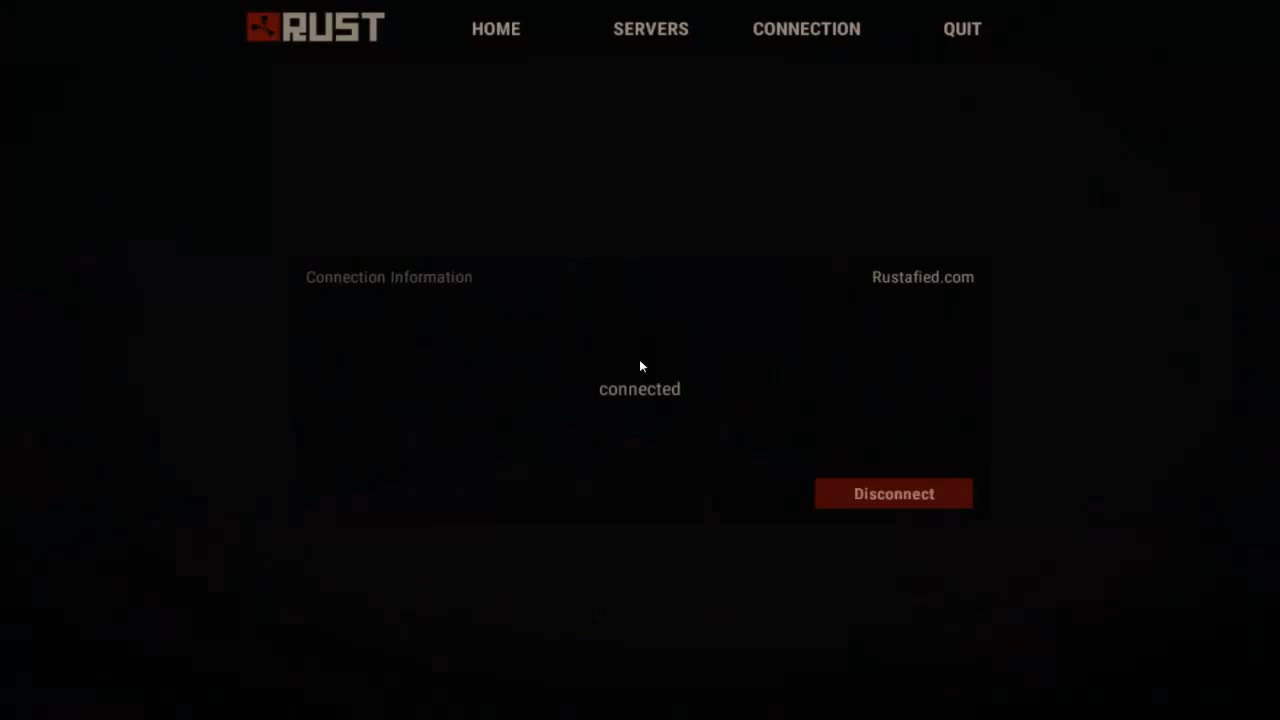 RUST
HOME
SERVERS
CONNECTION
QUIT
Connection Information
Rustafied.com
connected
Disconnect